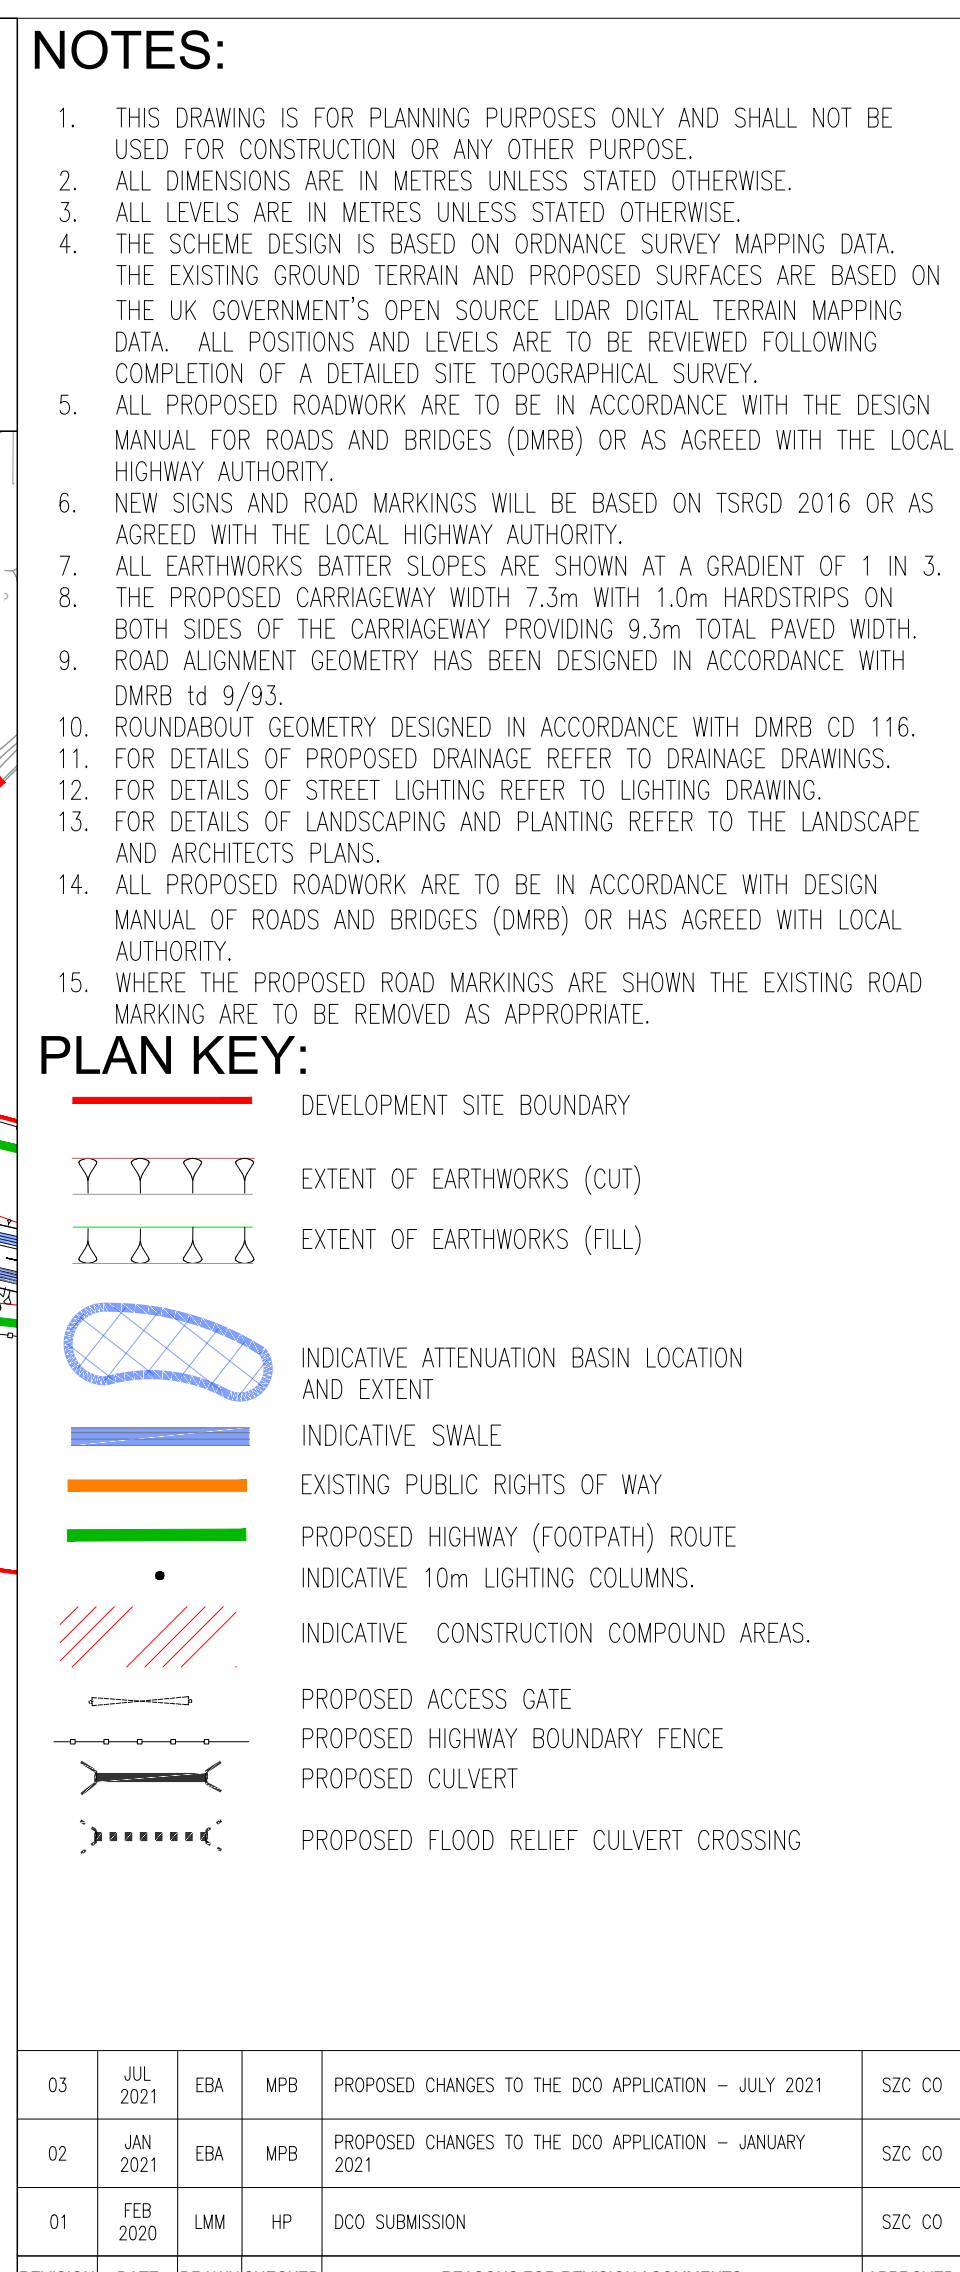 NOTES:
1. THIS DRAWING IS FOR PLANNING PURPOSES ONLY AND SHALL NOT BE
USED FOR CONSTRUCTION OR ANY OTHER PURPOSE.
2. ALL DIMENSIONS ARE IN METRES UNLESS STATED OTHERWISE.
3. ALL LEVELS ARE IN METRES UNLESS STATED OTHERWISE.
4. THE SCHEME DESIGN IS BASED ON ORDNANCE SURVEY MAPPING DATA.
THE EXISTING GROUND TERRAIN AND PROPOSED SURFACES ARE BASED ON
THE UK GOVERNMENT'S OPEN SOURCE LIDAR DIGITAL TERRAIN MAPPING
DATA. ALL POSITIONS AND LEVELS ARE TO BE REVIEWED FOLLOWING
COMPLETION OF A DETAILED SITE TOPOGRAPHICAL SURVEY.
5. ALL PROPOSED ROADWORK ARE TO BE IN ACCORDANCE WITH THE DESIGN
MANUAL FOR ROADS AND BRIDGES (DMRB) OR AS AGREED WITH THE LOCAL
HIGHWAY AUTHORITY.
6. NEW SIGNS AND ROAD MARKINGS WILL BE BASED ON TSRGD 2016 OR AS
AGREED WITH THE LOCAL HIGHWAY AUTHORITY.
7. ALL EARTHWORKS BATTER SLOPES ARE SHOWN AT A GRADIENT OF 1 IN 3.
8. THE PROPOSED CARRIAGEWAY WIDTH 7.3m WITH 1.0m HARDSTRIPS ON
BOTH SIDES OF THE CARRIAGEWAY PROVIDING 9.3m TOTAL PAVED WIDTH.
9. ROAD ALIGNMENT GEOMETRY HAS BEEN DESIGNED IN ACCORDANCE WITH
DMRB td 9/93.
10. ROUNDABOUT GEOMETRY DESIGNED IN ACCORDANCE WITH DMRB CD 116.
11. FOR DETAILS OF PROPOSED DRAINAGE REFER TO DRAINAGE DRAWINGS.
12. FOR DETAILS OF STREET LIGHTING REFER TO LIGHTING DRAWING.
13. FOR DETAILS OF LANDSCAPING AND PLANTING REFER TO THE LANDSCAPE
AND ARCHITECTS PLANS.
14. ALL PROPOSED ROADWORK ARE TO BE IN ACCORDANCE WITH DESIGN
MANUAL OF ROADS AND BRIDGES (DMRB) OR HAS AGREED WITH LOCAL
AUTHORITY.
15. WHERE THE PROPOSED ROAD MARKINGS ARE SHOWN THE EXISTING ROAD
MARKING ARE TO BE REMOVED AS APPROPRIATE.
PLAN KEY:
DEVELOPMENT SITE BOUNDARY
EXTENT OF EARTHWORKS (CUT)
EXTENT OF EARTHWORKS (FILL)
INDICATIVE ATTENUATION BASIN LOCATION
AND EXTENT
INDICATIVE SWALE
EXISTING PUBLIC RIGHTS OF WAY
PROPOSED HIGHWAY (FOOTPATH) ROUTE
INDICATIVE 10m LIGHTING COLUMNS.
INDICATIVE CONSTRUCTION COMPOUND AREAS.
PROPOSED ACCESS GATE
PROPOSED HIGHWAY BOUNDARY FENCE
PROPOSED CULVERT
PROPOSED FLOOD RELIEF CULVERT CROSSING
03 JUL 2021 EBA MPB PROPOSED CHANGES TO THE DCO APPLICATION – JULY 2021 SZC CO
02 JAN 2021 EBA MPB PROPOSED CHANGES TO THE DCO APPLICATION – JANUARY 2021 SZC CO
01 FEB 2020 LMM HP DCO SUBMISSION SZC CO